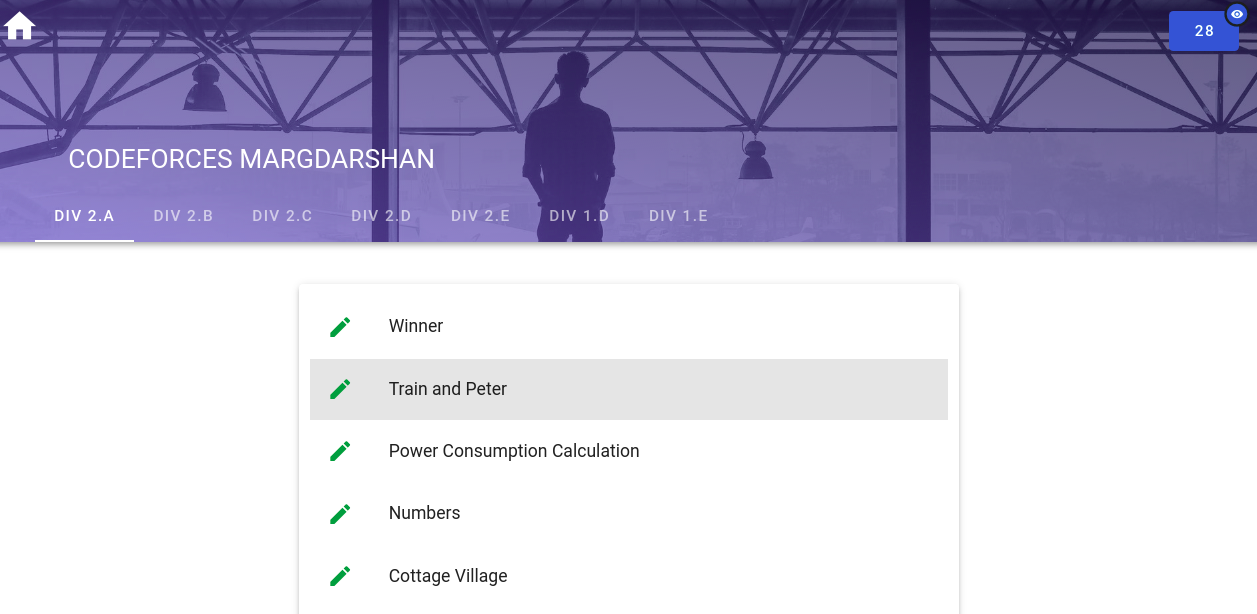 28
CODEFORCES MARGDARSHAN
DIV 2.A DIV 2.B DIV 2.C DIV 2.D DIV 2.E DIV 1.D DIV 1.E
Winner
Train and Peter
Power Consumption Calculation
Numbers
Cottage Village